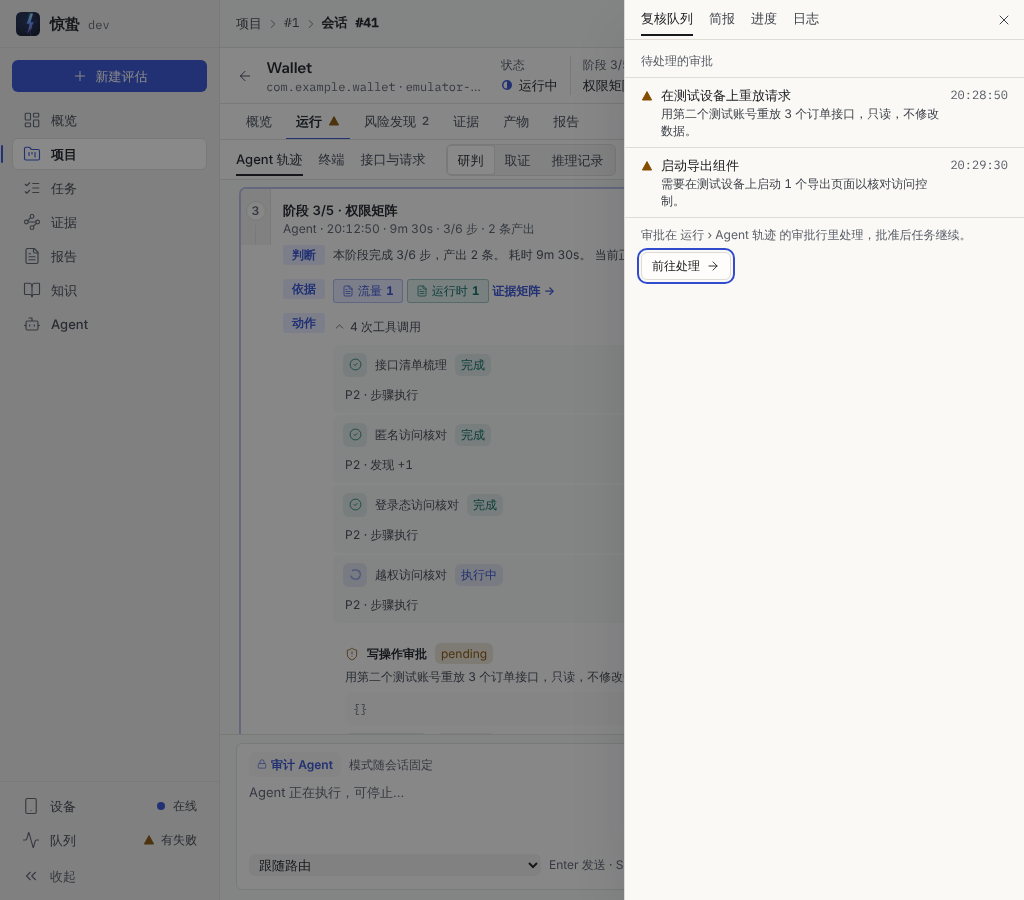 惊蛰 dev
新建评估
概览
项目
任务
证据
报告
知识
Agent
设备 在线
队列 有失败
收起
项目 > #1 > 会话 #41
Wallet
com.example.wallet · emulator-...
状态
运行中
阶段 3/5
概览 运行 风险发现 2 证据 产物 报告
Agent 轨迹 终端 接口与请求 研判 取证 推理记录
3
阶段 3/5 · 权限矩阵
Agent · 20:12:50 · 9m 30s · 3/6 步 · 2 条产出
判断 本阶段完成 3/6 步，产出 2 条。 耗时 9m 30s。 当前
依据 流量 1 运行时 1 证据矩阵 →
动作 4 次工具调用
接口清单梳理 完成
P2 · 步骤执行
匿名访问核对 完成
P2 · 发现 +1
登录态访问核对 完成
P2 · 步骤执行
越权访问核对 执行中
P2 · 步骤执行
写操作审批 pending
用第二个测试账号重放 3 个订单接口，只读，不修改
{}
审计 Agent 模式随会话固定
Agent 正在执行，可停止...
跟随路由 Enter 发送 · S
复核队列 简报 进度 日志
待处理的审批
在测试设备上重放请求 20:28:50
用第二个测试账号重放 3 个订单接口，只读，不修改
数据。
启动导出组件 20:29:30
需要在测试设备上启动 1 个导出页面以核对访问控
制。
审批在 运行 › Agent 轨迹 的审批行里处理，批准后任务继续。
前往处理 →